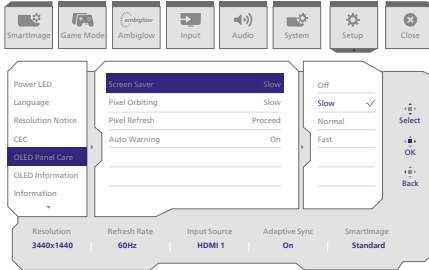 SmartImage
Game Mode
ambiglow
Ambiglow
Input
Audio
System
Setup
Close
Power LED
Language
Resolution Notice
CEC
OLED Panel Care
OLED Information
Information
Screen Saver Slow
Pixel Orbiting Slow
Pixel Refresh Proceed
Auto Warning On
Off
Slow
Normal
Fast
Select
OK
Back
Resolution Refresh Rate Input Source Adaptive Sync SmartImage
3440x1440 60Hz HDMI 1 On Standard